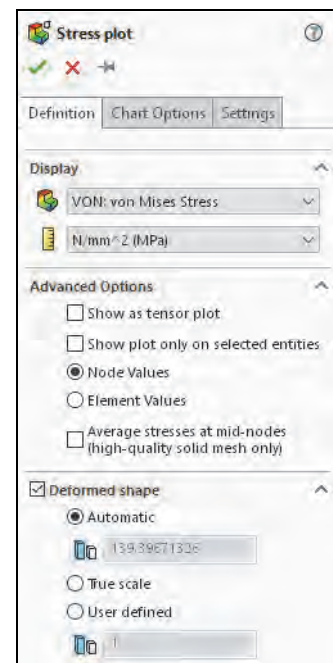 Stress plot
Definition Chart Options Settings
Display
VON: von Mises Stress
N/mm^2 (MPa)
Advanced Options
Show as tensor plot
Show plot only on selected entities
Node Values
Element Values
Average stresses at mid-nodes
(high-quality solid mesh only)
Deformed shape
Automatic
139.39671326
True scale
User defined
1